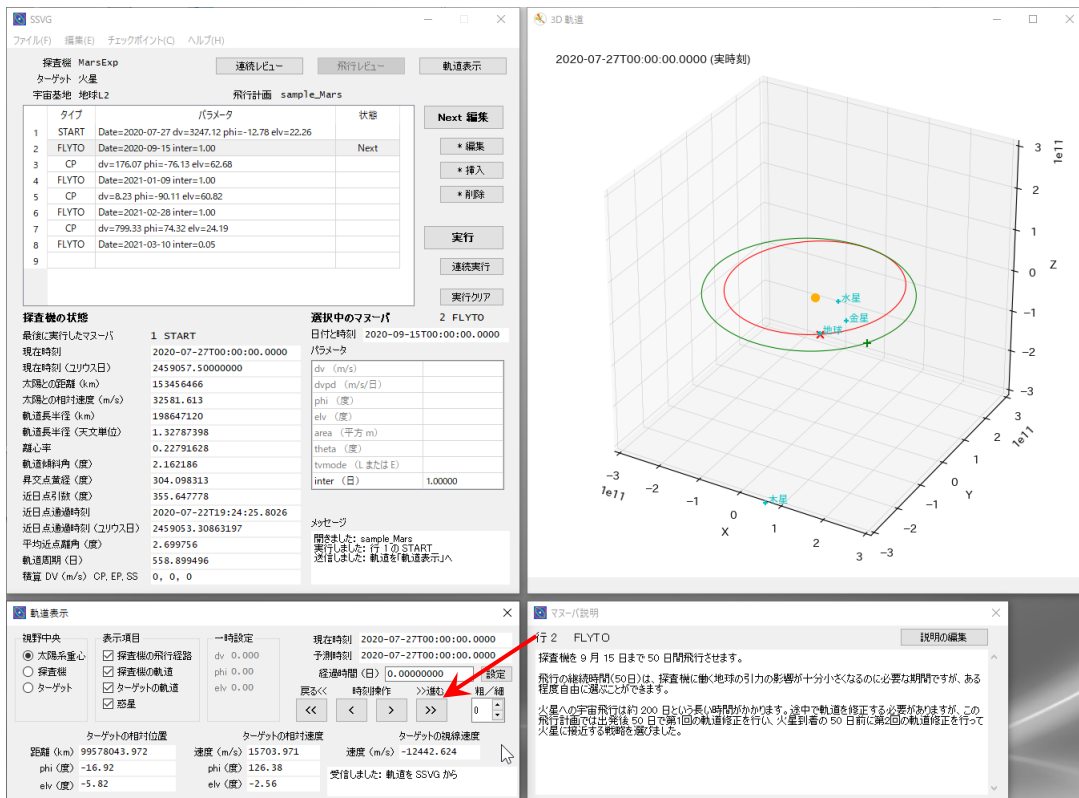 SSVG
ファイル(F) 編集(E) チェックポイント(C) ヘルプ(H)
探査機 MarsExp
連続レビュー 飛行レビュー 軌道表示
ターゲット 火星
宇宙基地 地球L2 飛行計画 sample_Mars
タイプ パラメータ 状態
1 START Date=2020-07-27 dv=3247.12 phi=-12.78 elv=22.26
2 FLYTO Date=2020-09-15 inter=1.00 Next
3 CP dv=176.07 phi=-76.13 elv=62.68
4 FLYTO Date=2021-01-09 inter=1.00
5 CP dv=8.23 phi=-90.11 elv=60.82
6 FLYTO Date=2021-02-28 inter=1.00
7 CP dv=799.33 phi=74.32 elv=24.19
8 FLYTO Date=2021-03-10 inter=0.05
9
Next 編集
* 編集
* 挿入
* 削除
実行
連続実行
実行クリア
探査機の状態
最後に実行したマヌーバ 1 START
現在時刻 2020-07-27T00:00:00.0000
現在時刻 (ユリウス日) 2459057.50000000
太陽との距離 (km) 153456466
太陽との相対速度 (m/s) 32581.613
軌道長半径 (km) 198647120
軌道長半径 (天文単位) 1.32787398
離心率 0.22791628
軌道傾斜角 (度) 2.162186
昇交点黄経 (度) 304.098313
近日点引数 (度) 355.647778
近日点通過時刻 2020-07-22T19:24:25.8026
近日点通過時刻 (ユリウス日) 2459053.30863197
平均近点離角 (度) 2.699756
軌道周期 (日) 558.899496
積算 DV (m/s) CP, EP, SS 0, 0, 0
選択中のマヌーバ 2 FLYTO
日付と時刻 2020-09-15T00:00:00.0000
パラメータ
dv (m/s)
dvpd (m/s/日)
phi (度)
elv (度)
area (平方 m)
theta (度)
tvmode (L または E)
inter (日) 1.00000
メッセージ
開きました: sample_Mars
実行しました: 行 1 の START
送信しました: 軌道を「軌道表示」へ
3D 軌道
2020-07-27T00:00:00.0000 (実時刻)
水星
金星
地球
木星
3
2
1
0
−1
−2
−3
1e11
Z
3
2
1
0
−1
−2
−3
1e11
Y
−3
−2
−1
0
1
2
3
1e11
X
軌道表示
視野中央
太陽系重心
探査機
ターゲット
表示項目
探査機の飛行経路
探査機の軌道
ターゲットの軌道
惑星
一時設定
dv 0.000
phi 0.00
elv 0.00
現在時刻 2020-07-27T00:00:00.0000
予測時刻 2020-07-27T00:00:00.0000
経過時間 (日) 0.00000000 設定
戻る<< 時刻操作 >>進む 粗/細
<< < > >> 0
ターゲットの相対位置
距離 (km) 99578043.972
phi (度) -16.92
elv (度) -5.82
ターゲットの相対速度
速度 (m/s) 15703.971
phi (度) 126.38
elv (度) -2.56
ターゲットの視線速度
速度 (m/s) -12442.624
受信しました: 軌道を SSVG から
マヌーバ説明
行 2 FLYTO 説明の編集
探査機を 9 月 15 日まで 50 日間飛行させます。
飛行の継続時間(50日)は、探査機に働く地球の引力の影響が十分小さくなるのに必要な期間ですが、ある
程度自由に選ぶことができます。
火星への宇宙飛行は約 200 日という長い時間がかかります。途中で軌道を修正する必要がありますが、この
飛行計画では出発後 50 日で第1回の軌道修正を行い、火星到着の 50 日前に第2回の軌道修正を行って
火星に接近する戦略を選びました。